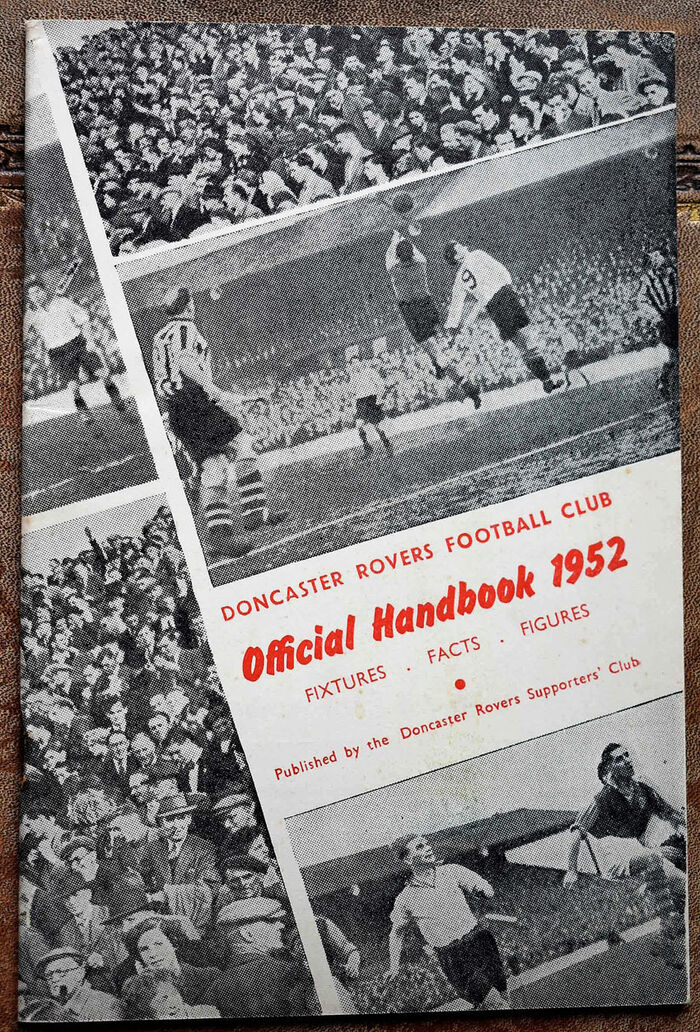 DONCASTER ROVERS FOOTBALL CLUB
Official Handbook 1952
FIXTURES . FACTS . FIGURES
Published by the Doncaster Rovers Supporters' Club